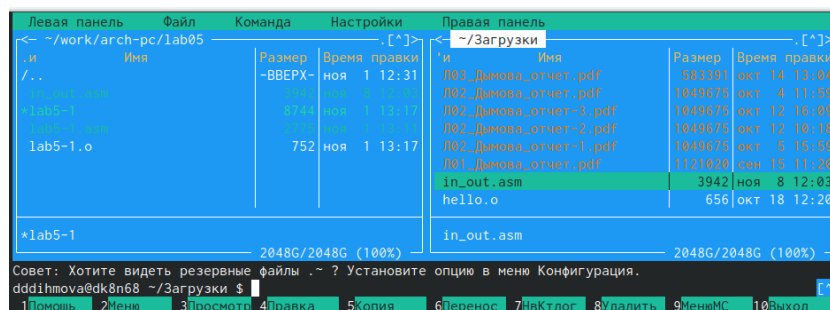 Левая панель Файл Команда Настройки Правая панель
<— ~/work/arch-pc/lab05 .[^]> <— ~/Загрузки .[^]>
.и Имя Размер Время правки 'и Имя Размер Время правки
/.. -ВВЕРХ- ноя 1 12:31 Л03_Дымова_отчет.pdf 583391 окт 14 13:04
in_out.asm 3942 ноя 8 12:03 Л02_Дымова_отчет.pdf 1049675 окт 4 11:59
*lab5-1 8744 ноя 1 13:17 Л02_Дымова_отчет-3.pdf 1049675 окт 12 16:09
lab5-1.asm 2775 ноя 1 13:11 Л02_Дымова_отчет-2.pdf 1049675 окт 12 10:18
lab5-1.o 752 ноя 1 13:17 Л02_Дымова_отчет-1.pdf 1049675 окт 5 15:55
Л01_Дымова_отчет.pdf 1121020 сен 15 11:20
in_out.asm 3942 ноя 8 12:03
hello.o 656 окт 18 12:20
*lab5-1 in_out.asm
2048G/2048G (100%) 2048G/2048G (100%)
Совет: Хотите видеть резервные файлы .~ ? Установите опцию в меню Конфигурация.
dddihmova@dk8n68 ~/Загрузки $ [^
1Помощь 2Меню 3Просмотр 4Правка 5Копия 6Перенос 7НвКтлог 8Удалить 9МенюМС 10Выход